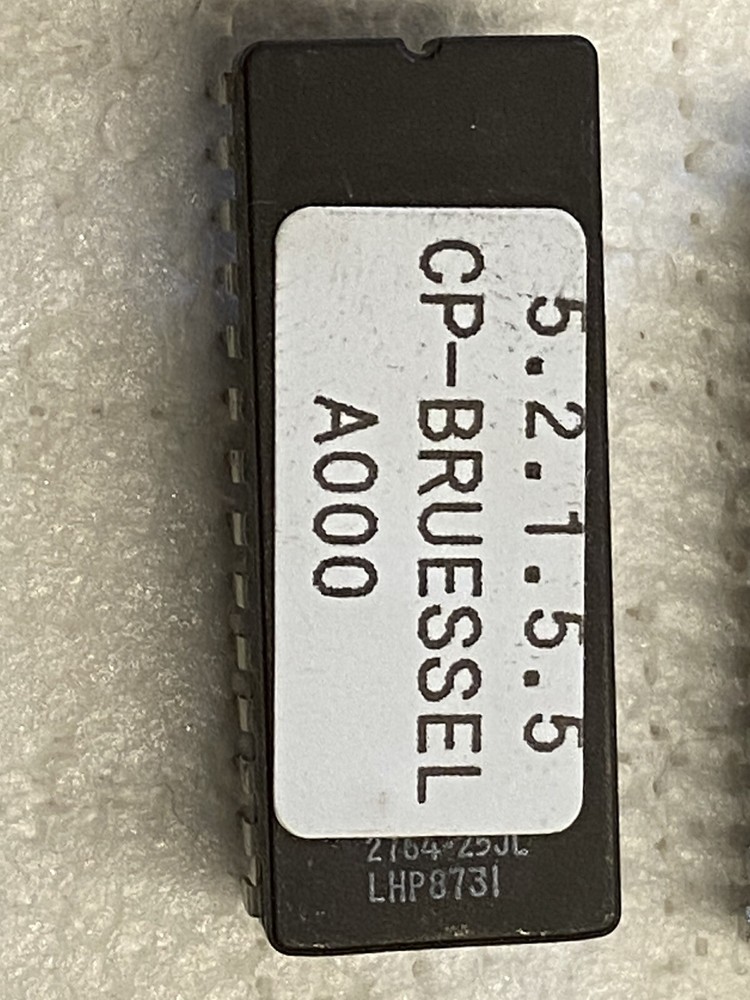 5.2.1.5.5
CP-BRUESSEL
A000
2764-25JL
LHP8731